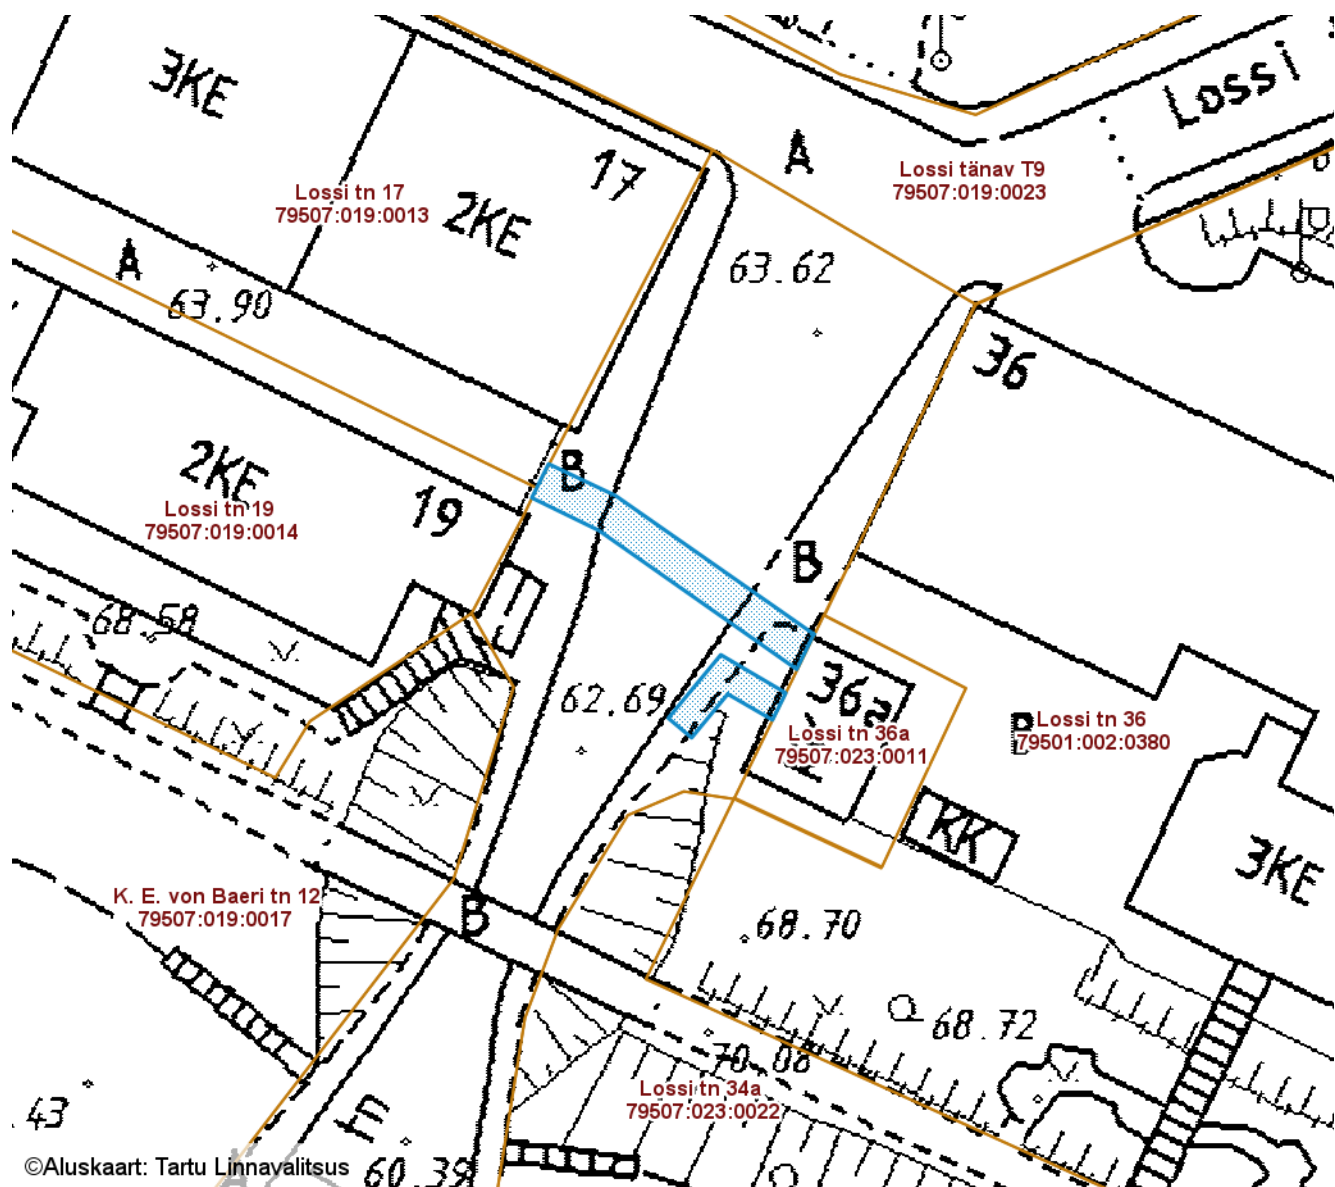 3KE
Lossi
17
A
Lossi tänav T9
79507:019:0023
Lossi tn 17
79507:019:0013
2KE
A
63.62
63.90
36
2KE
B
19
Lossi tn 19
79507:019:0014
B
68.58
62.69
36a
Lossi tn 36
79501:002:0380
B
Lossi tn 36a
79507:023:0011
KK
3KE
K. E. von Baeri tn 12
79507:019:0017
B
68.70
68.72
70.08
Lossi tn 34a
79507:023:0022
.43
E
60.39
©Aluskaart: Tartu Linnavalitsus